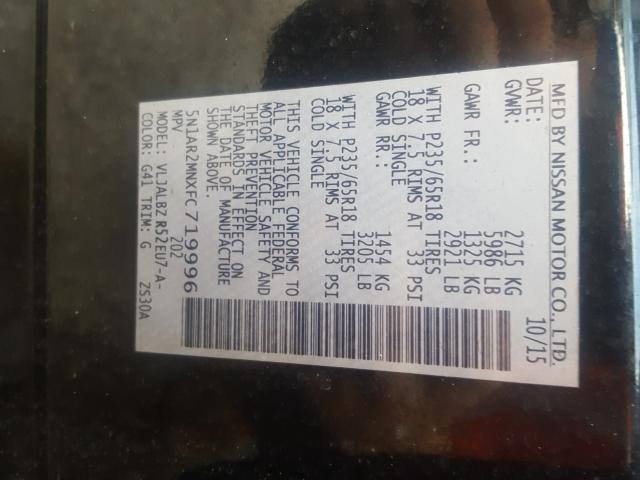 MFD BY NISSAN MOTOR CO., LTD.
DATE: 10/15
GVWR: 2715 KG
5986 LB
GAWR FR.: 1325 KG
2921 LB
WITH P235/65R18 TIRES
18 X 7.5 RIMS AT 33 PSI
COLD SINGLE
GAWR RR.: 1454 KG
3205 LB
WITH P235/65R18 TIRES
18 X 7.5 RIMS AT 33 PSI
COLD SINGLE
THIS VEHICLE CONFORMS TO
ALL APPLICABLE FEDERAL
MOTOR VEHICLE SAFETY AND
THEFT PREVENTION
STANDARDS IN EFFECT ON
THE DATE OF MANUFACTURE
SHOWN ABOVE.
5N1AR2MNXFC719996
MPV 202
MODEL: VLJALBZ R52EU7-A-
COLOR: G41 TRIM: G ZS30A